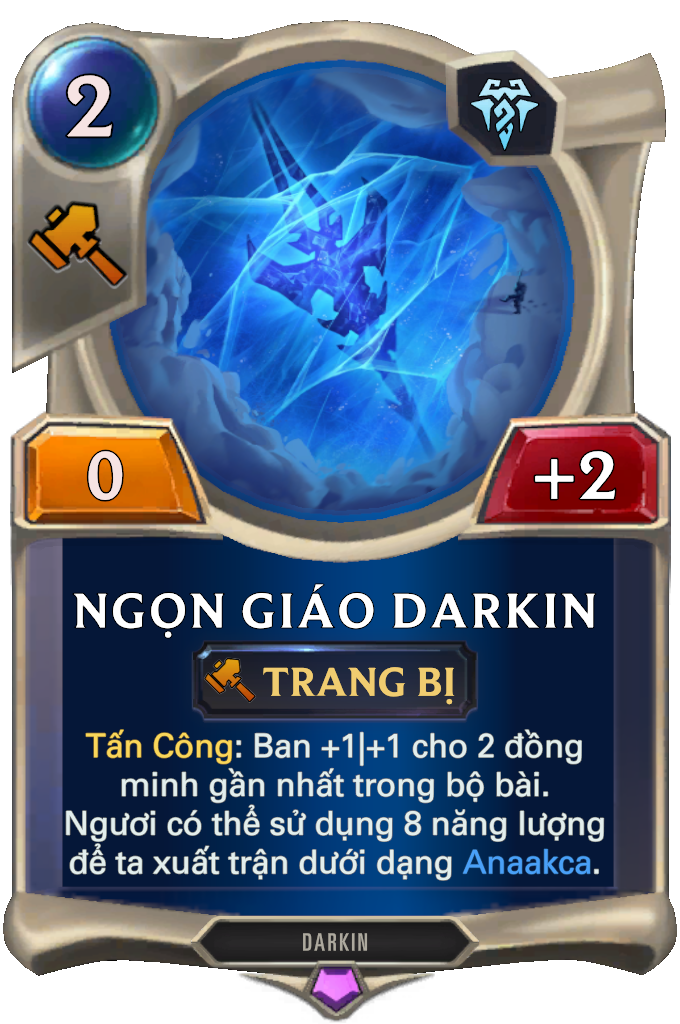 2
0
+2
NGỌN GIÁO DARKIN
TRANG BỊ
Tấn Công: Ban +1|+1 cho 2 đồng
minh gần nhất trong bộ bài.
Ngươi có thể sử dụng 8 năng lượng
để ta xuất trận dưới dạng Anaakca.
DARKIN